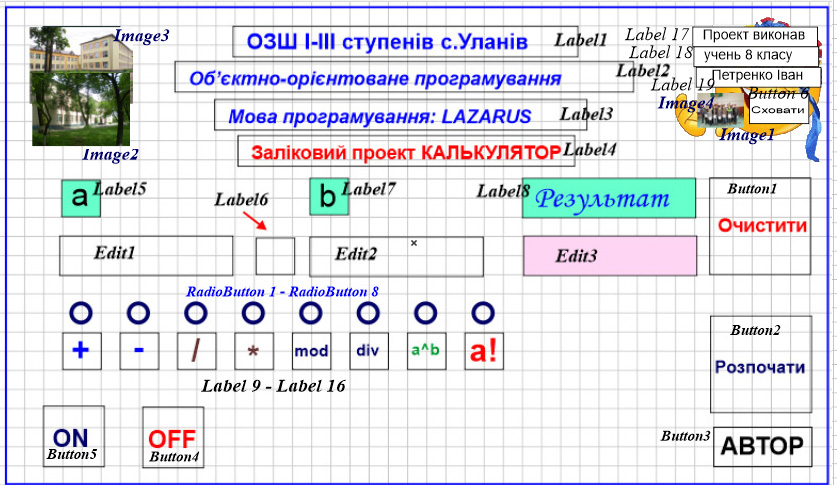 Image3
ОЗШ І-ІІІ ступенів с.Уланів
Label1
Label 17
Проект виконав
Label 18
учень 8 класу
Об'єктно-орієнтоване програмування
Label2
Label 19
Петренко Іван
Button 6
Image4
Сховати
Мова програмування: LAZARUS
Label3
Image1
Image2
Заліковий проект КАЛЬКУЛЯТОР
Label4
a
Label5
Label6
b
Label7
Label8
Результат
Button1
Очистити
Edit1
Edit2
×
Edit3
RadioButton 1 - RadioButton 8
+
-
/
*
mod
div
a^b
a!
Button2
Розпочати
Label 9 - Label 16
ON
Button5
OFF
Button4
Button3
АВТОР